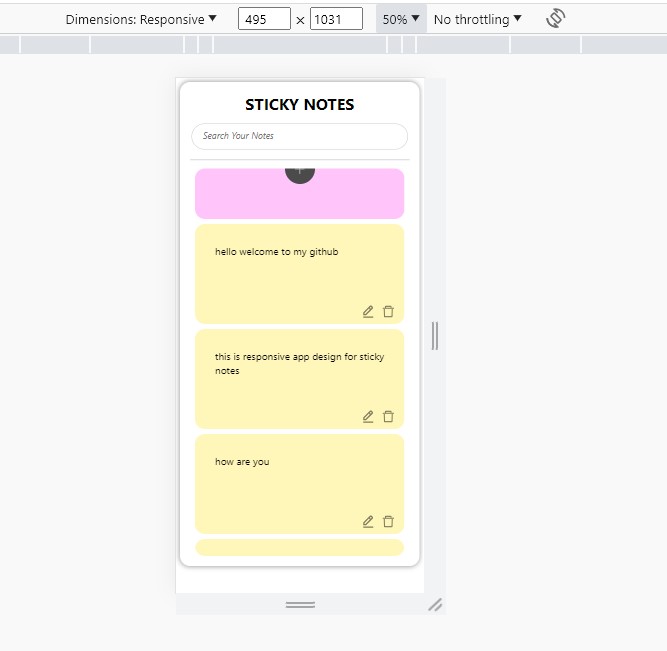 Dimensions: Responsive ▼ 495 × 1031 50% ▼ No throttling ▼
STICKY NOTES
Search Your Notes
+
hello welcome to my github
this is responsive app design for sticky
notes
how are you